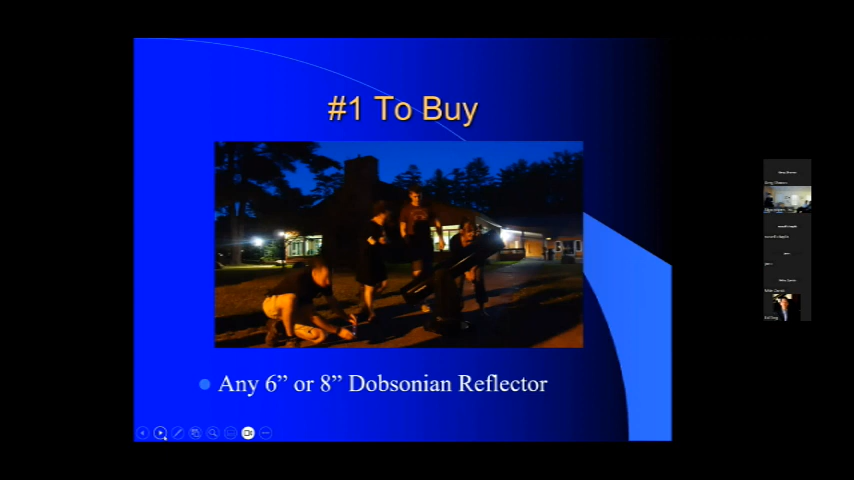 #1 To Buy
Any 6” or 8” Dobsonian Reflector